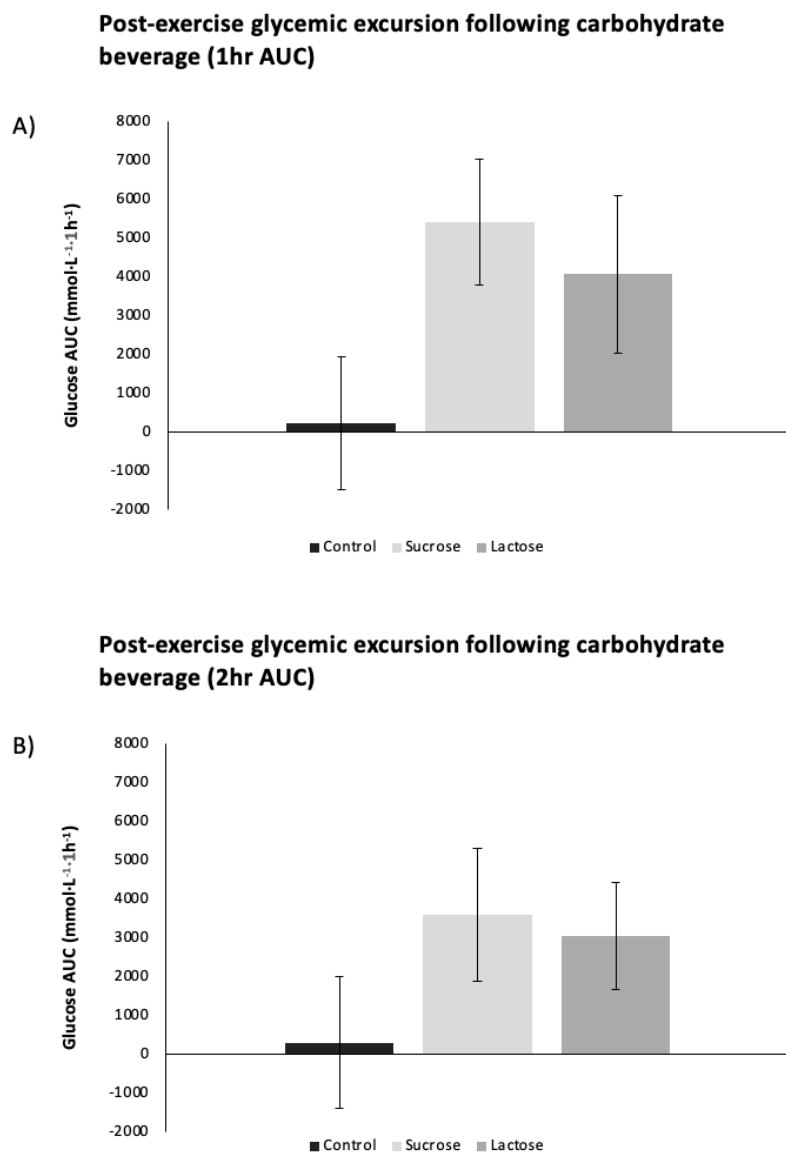 Post-exercise glycemic excursion following carbohydrate
beverage (1hr AUC)
A)
Glucose AUC (mmol·L⁻¹·1h⁻¹)
8000
7000
6000
5000
4000
3000
2000
1000
0
-1000
-2000
Control Sucrose Lactose
Post-exercise glycemic excursion following carbohydrate
beverage (2hr AUC)
B)
Glucose AUC (mmol·L⁻¹·1h⁻¹)
8000
7000
6000
5000
4000
3000
2000
1000
0
-1000
-2000
Control Sucrose Lactose